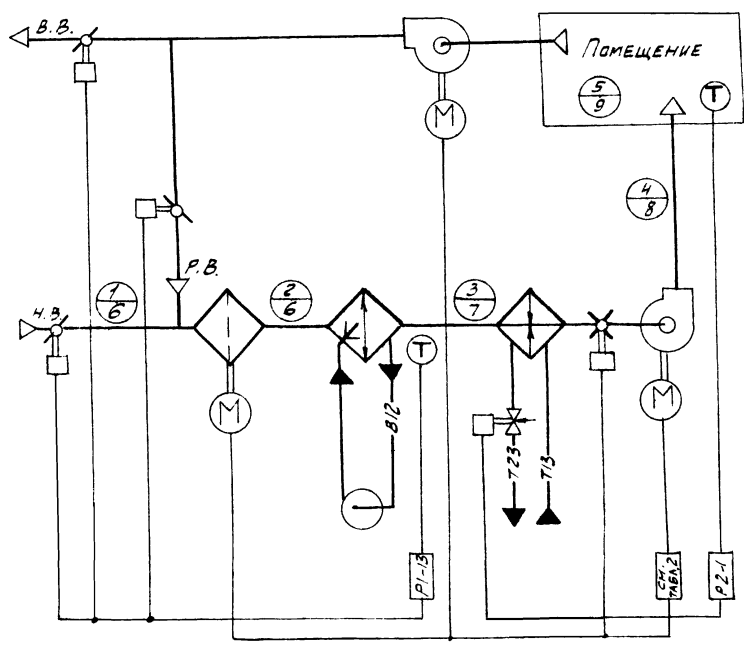 В.В.
Помещение
5
9
Т
М
4
8
Р.В.
Н.В.
1
6
2
6
3
7
Т
М
М
В12
Т23
Т13
Р1-13
СМ. ТАБЛ.2
Р2-1